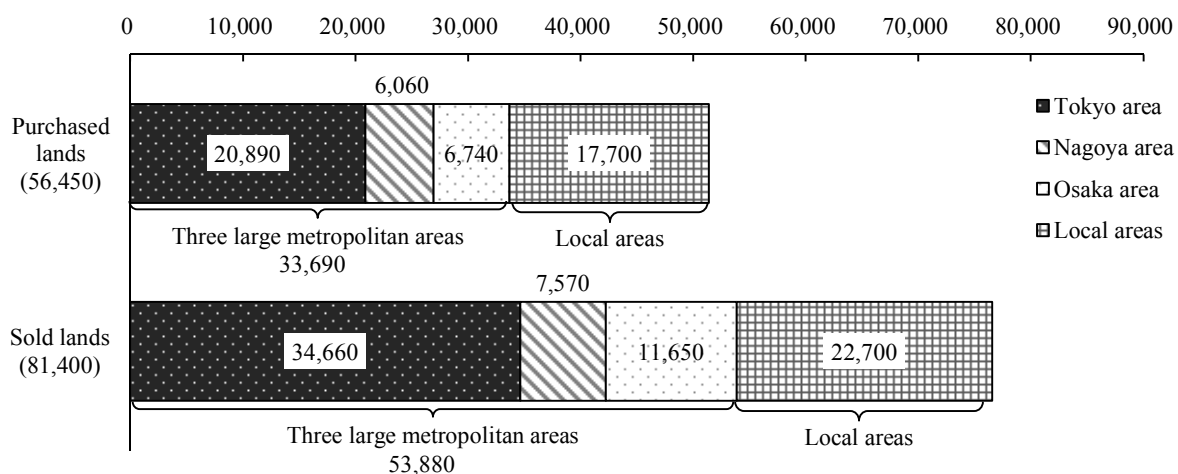 0 10,000 20,000 30,000 40,000 50,000 60,000 70,000 80,000 90,000
6,060
Purchased
lands
(56,450)
20,890 6,740 17,700
Three large metropolitan areas
33,690
Local areas
Tokyo area
Nagoya area
Osaka area
Local areas
7,570
Sold lands
(81,400)
34,660 11,650 22,700
Three large metropolitan areas
53,880
Local areas